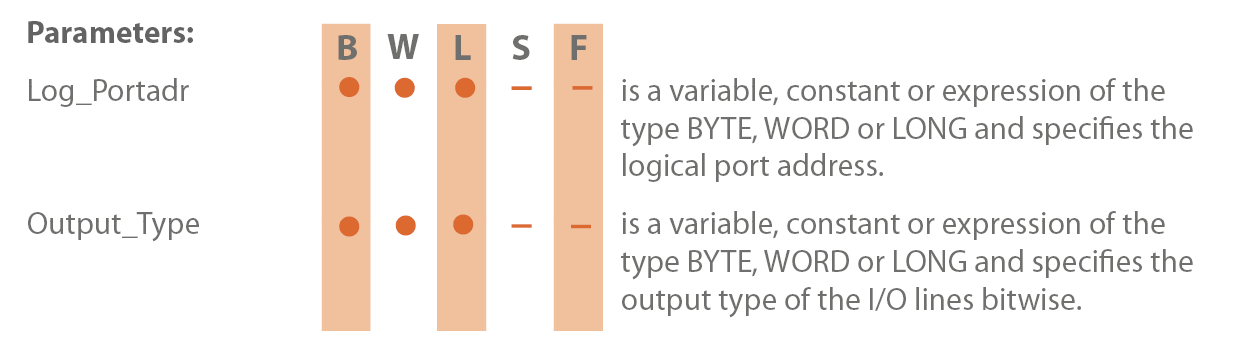 Parameters:
B W L S F
Log_Portadr ● ● ● – – is a variable, constant or expression of the
type BYTE, WORD or LONG and specifies the
logical port address.
Output_Type ● ● ● – – is a variable, constant or expression of the
type BYTE, WORD or LONG and specifies the
output type of the I/O lines bitwise.